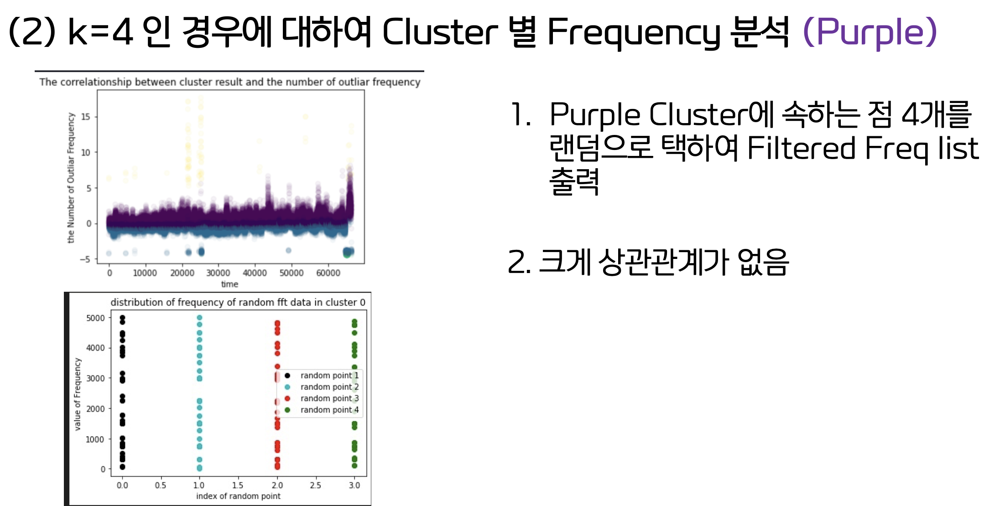 (2) k=4 인 경우에 대하여 Cluster 별 Frequency 분석 (Purple)
The correlationship between cluster result and the number of outliar frequency
the Number of Outliar Frequency
15
10
5
0
−5
0 10000 20000 30000 40000 50000 60000
time
distribution of frequency of random fft data in cluster 0
value of Frequency
5000
4000
3000
2000
1000
0
random point 1
random point 2
random point 3
random point 4
0.0 0.5 1.0 1.5 2.0 2.5 3.0
index of random point
1. Purple Cluster에 속하는 점 4개를
랜덤으로 택하여 Filtered Freq list
출력
2. 크게 상관관계가 없음